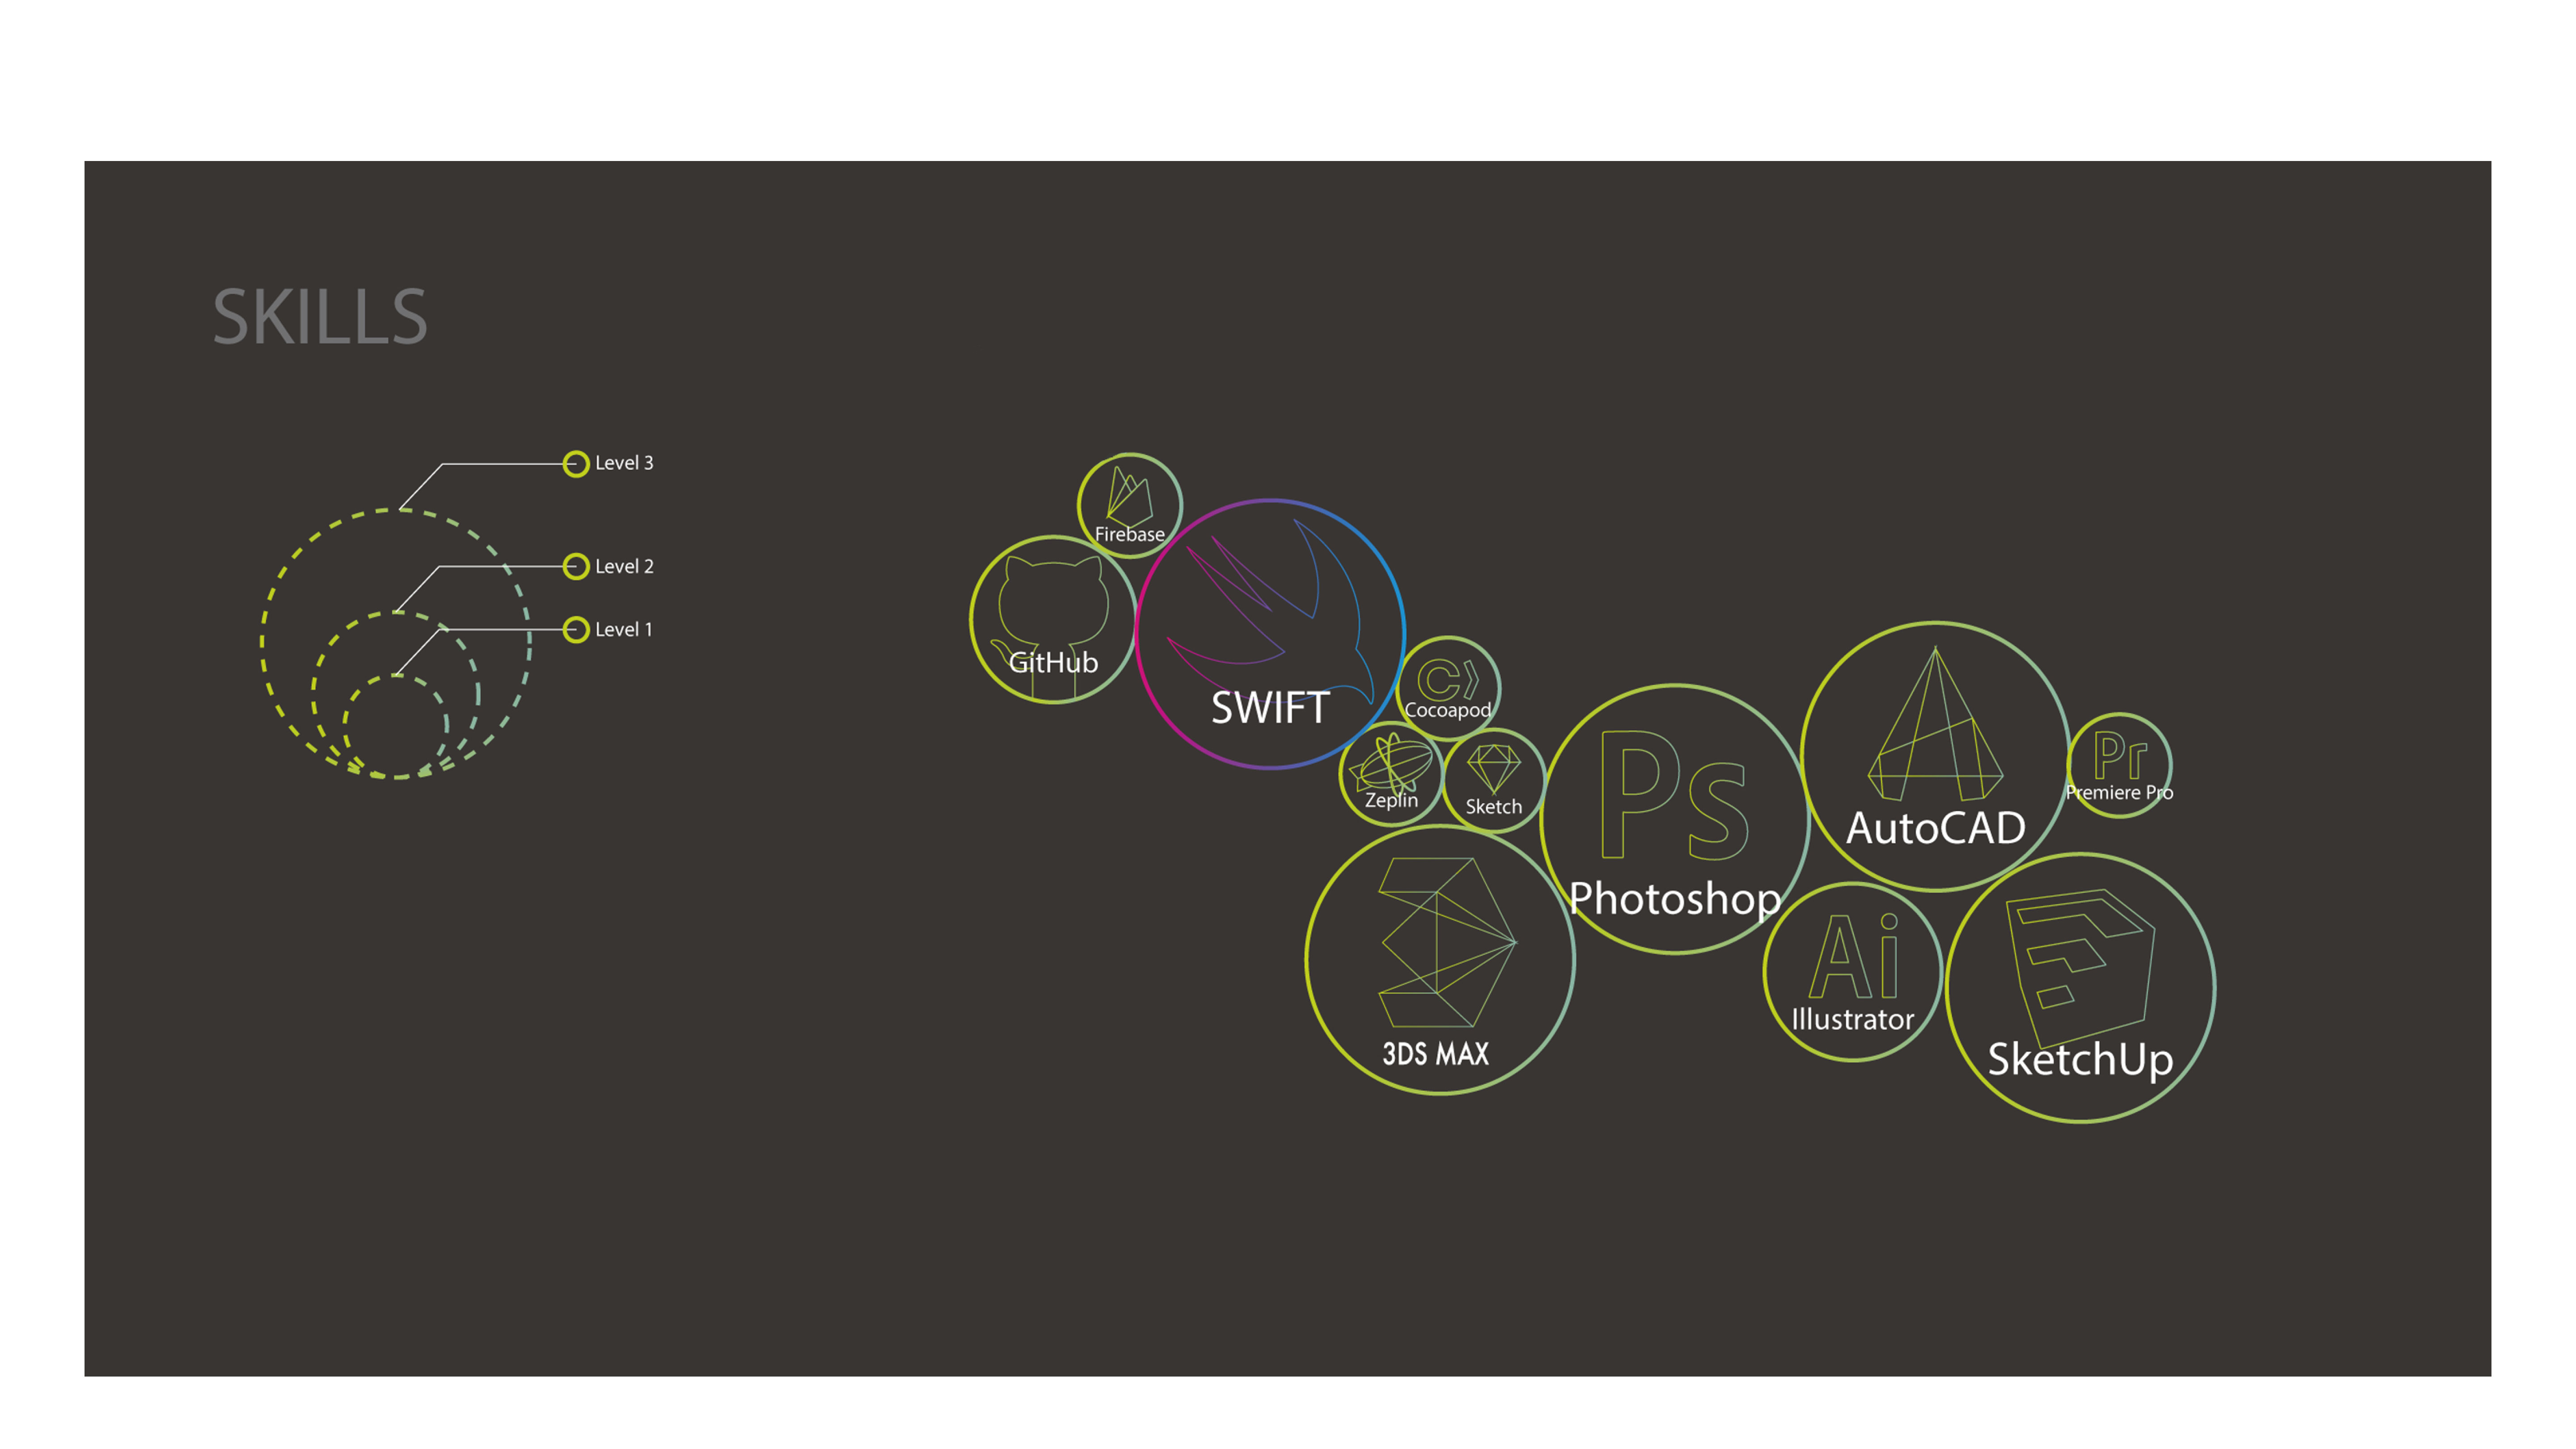 SKILLS
Level 3
Level 2
Level 1
Firebase
GitHub
SWIFT
Cocoapod
Zeplin
Sketch
Ps
Photoshop
AutoCAD
Pr
Premiere Pro
3DS MAX
Ai
Illustrator
SketchUp